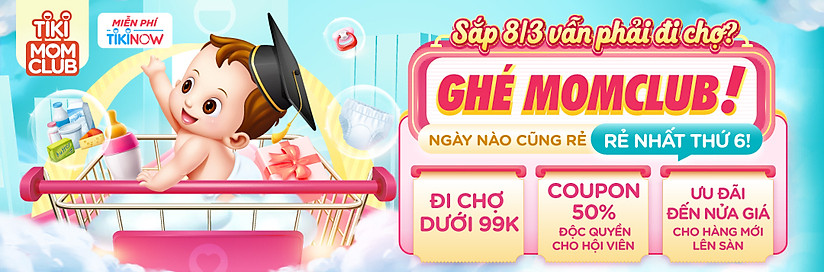 TIKI
MOM
CLUB
MIỄN PHÍ
TIKINOW
Sắp 8/3 vẫn phải đi chợ?
GHÉ MOMCLUB!
NGÀY NÀO CŨNG RẺ
RẺ NHẤT THỨ 6!
ĐI CHỢ
DƯỚI 99K
COUPON
50%
ĐỘC QUYỀN
CHO HỘI VIÊN
ƯU ĐÃI
ĐẾN NỬA GIÁ
CHO HÀNG MỚI
LÊN SÀN